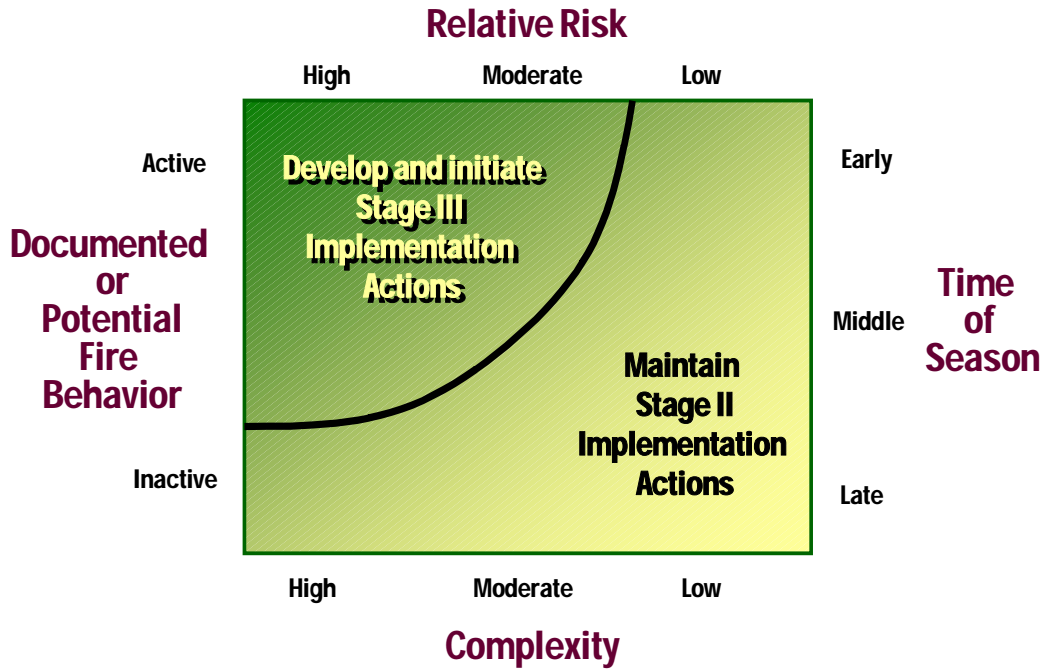 Relative Risk
High Moderate Low
Active
Documented
or
Potential
Fire
Behavior
Inactive
Develop and initiate
Stage III
Implementation
Actions
Maintain
Stage II
Implementation
Actions
Early
Middle
Late
Time
of
Season
High Moderate Low
Complexity